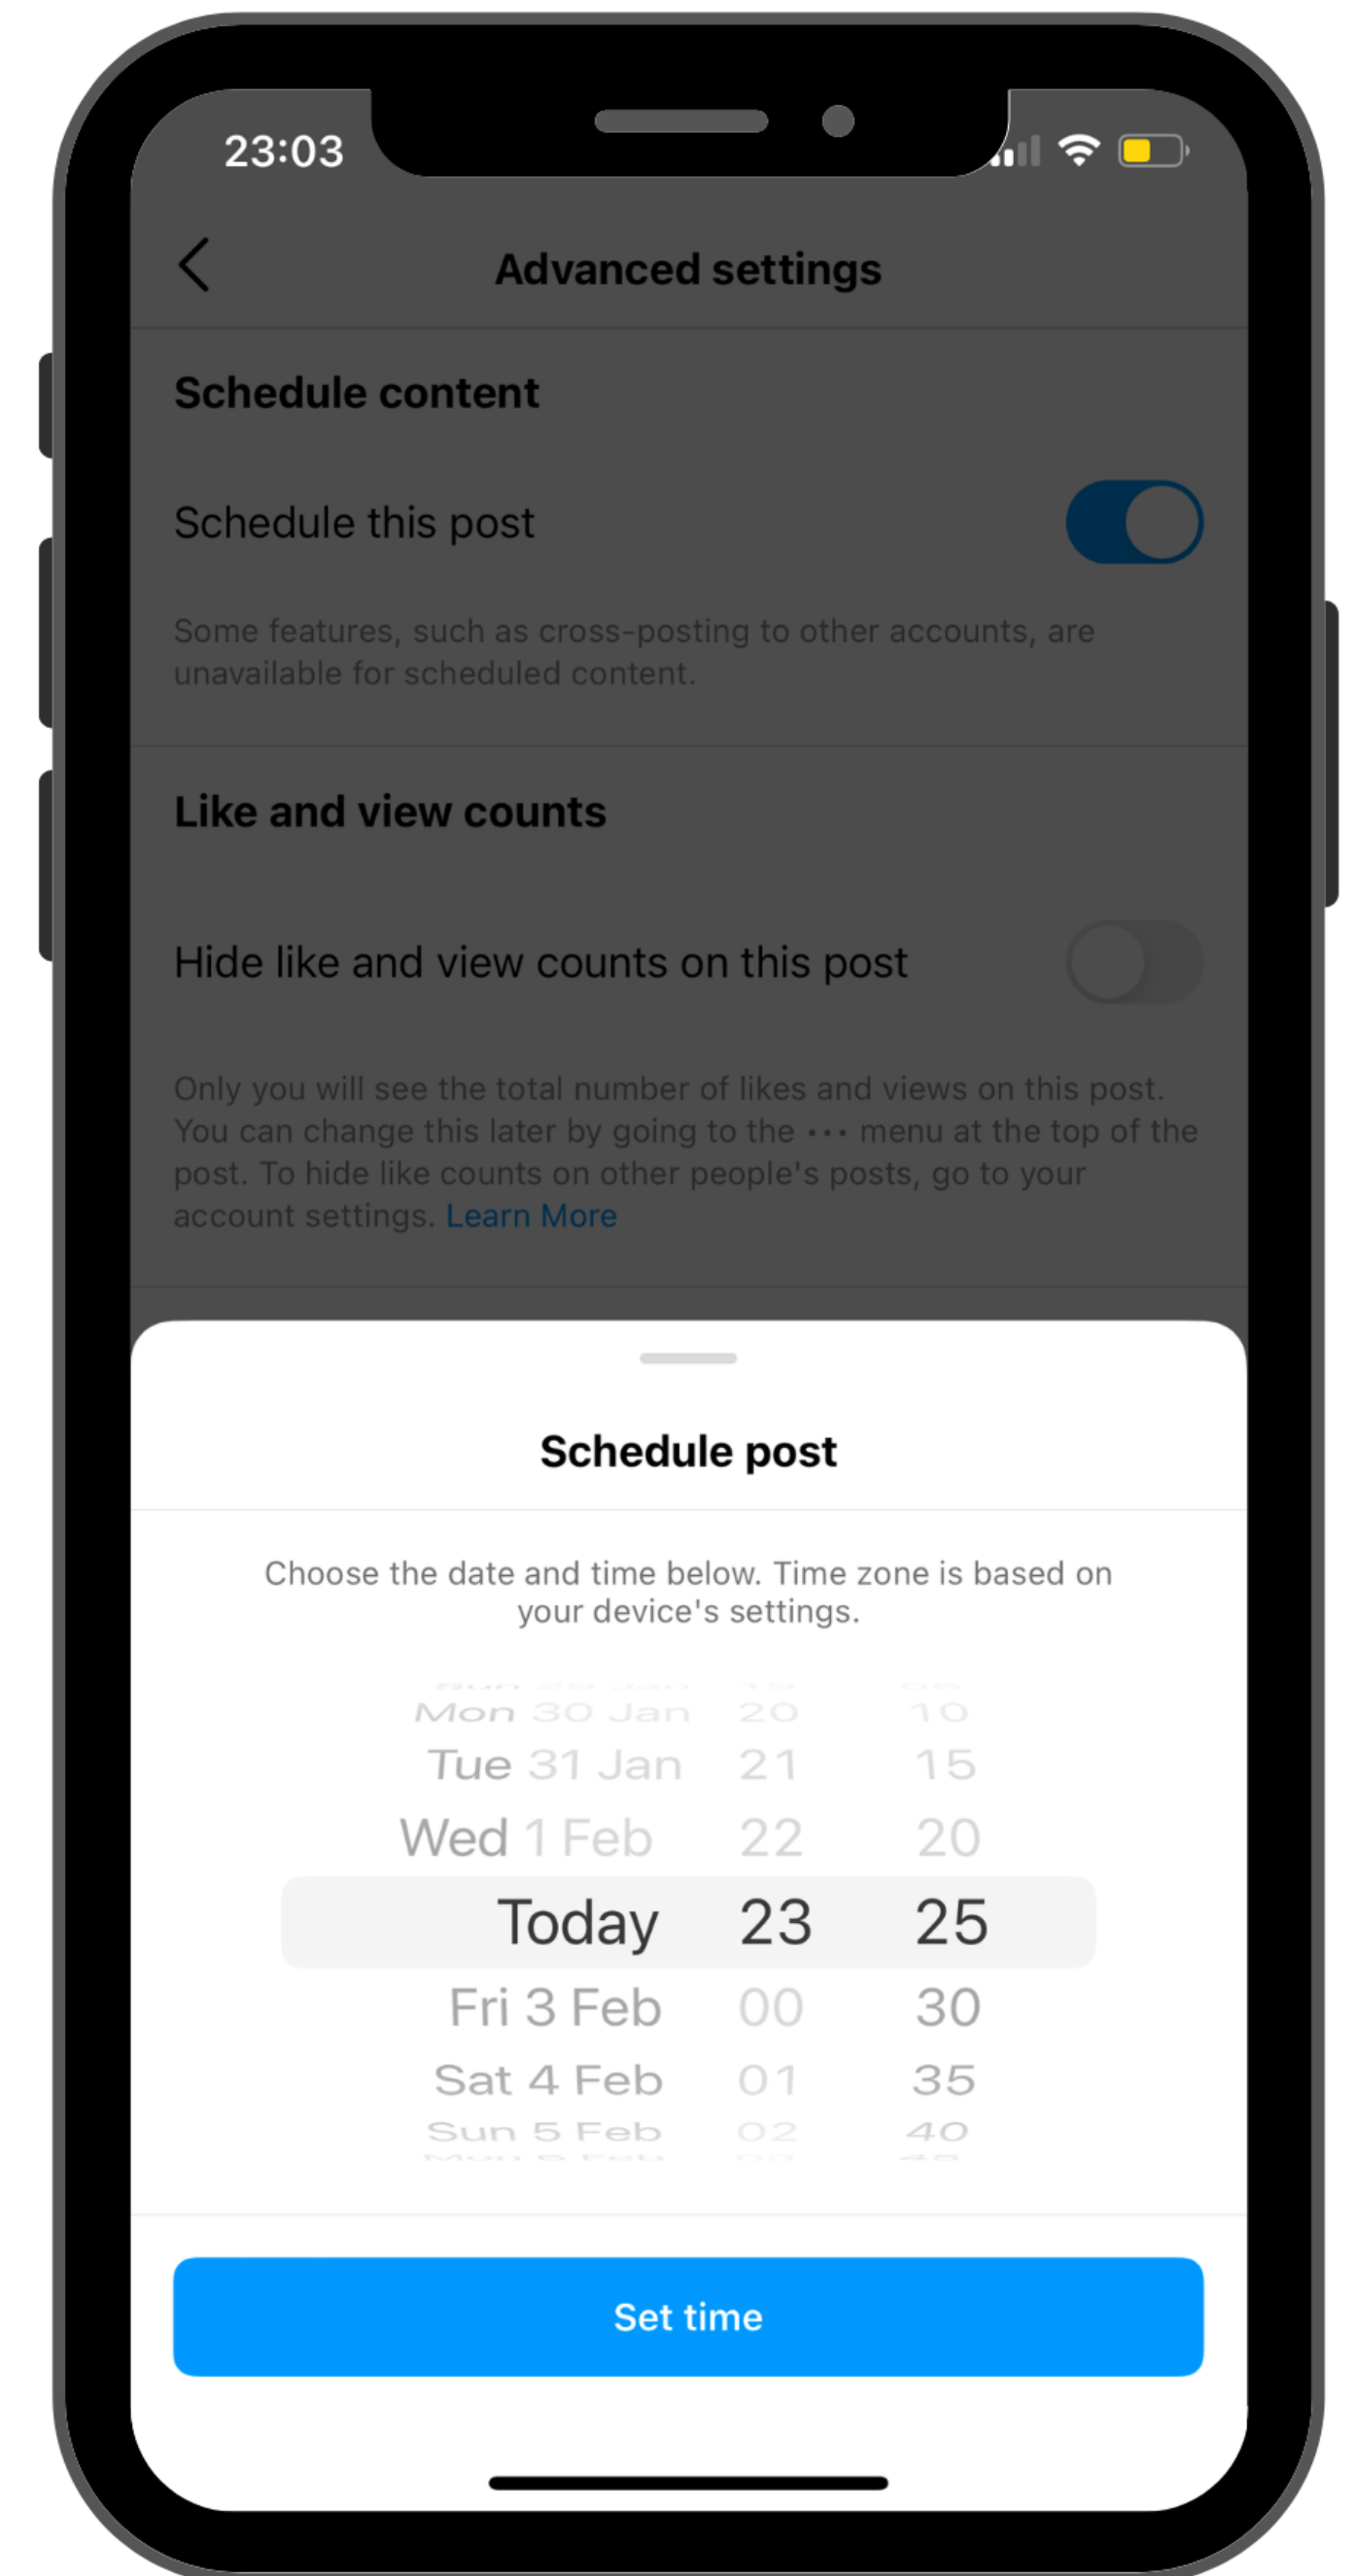 23:03
Advanced settings
Schedule content
Schedule this post
Some features, such as cross-posting to other accounts, are
unavailable for scheduled content.
Like and view counts
Hide like and view counts on this post
Only you will see the total number of likes and views on this post.
You can change this later by going to the ••• menu at the top of the
post. To hide like counts on other people's posts, go to your
account settings. Learn More
Schedule post
Choose the date and time below. Time zone is based on
your device's settings.
Mon 30 Jan 20 10
Tue 31 Jan 21 15
Wed 1 Feb 22 20
Today 23 25
Fri 3 Feb 00 30
Sat 4 Feb 01 35
Sun 5 Feb 02 40
Set time